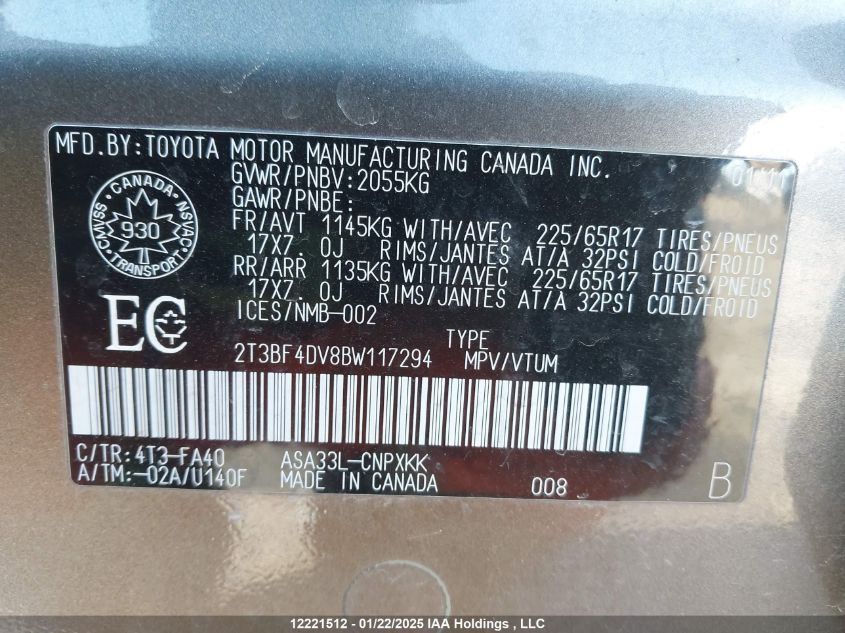 MFD.BY:TOYOTA MOTOR MANUFACTURING CANADA INC.
GVWR/PNBV:2055KG 01/11
GAWR/PNBE:
FR/AVT 1145KG WITH/AVEC 225/65R17 TIRES/PNEUS
17X7.0J RIMS/JANTES AT/A 32PSI COLD/FROID
RR/ARR 1135KG WITH/AVEC 225/65R17 TIRES/PNEUS
17X7.0J RIMS/JANTES AT/A 32PSI COLD/FROID
ICES/NMB-002
CANADA
CMVSS
NSVAC
930
TRANSPORT
EC
TYPE
2T3BF4DV8BW117294 MPV/VTUM
C/TR:4T3-FA40 ASA33L-CNPXKK
A/TM:-02A/U140F MADE IN CANADA 008 B
12221512 - 01/22/2025 IAA Holdings , LLC